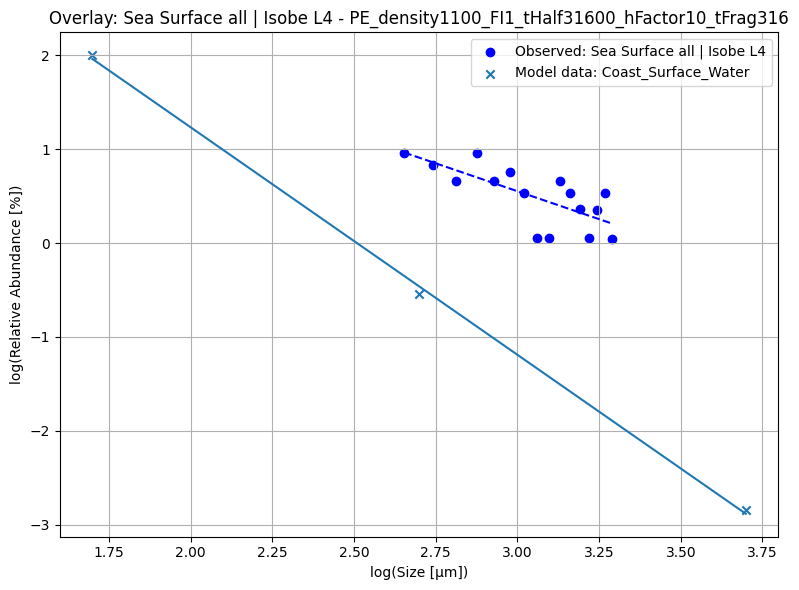 Overlay: Sea Surface all | Isobe L4 - PE_density1100_FI1_tHalf31600_hFactor10_tFrag316
Observed: Sea Surface all | Isobe L4
Model data: Coast_Surface_Water
log(Relative Abundance [%])
2
1
0
−1
−2
−3
1.75 2.00 2.25 2.50 2.75 3.00 3.25 3.50 3.75
log(Size [µm])